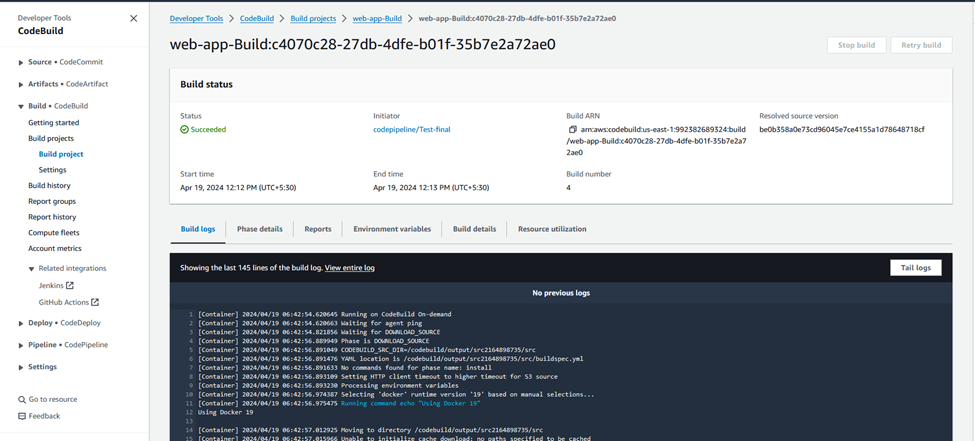 Developer Tools
CodeBuild
Source • CodeCommit
Artifacts • CodeArtifact
Build • CodeBuild
Getting started
Build projects
Build project
Settings
Build history
Report groups
Report history
Compute fleets
Account metrics
Related integrations
Jenkins
GitHub Actions
Deploy • CodeDeploy
Pipeline • CodePipeline
Settings
Go to resource
Feedback
Developer Tools > CodeBuild > Build projects > web-app-Build > web-app-Build:c4070c28-27db-4dfe-b01f-35b7e2a72ae0
web-app-Build:c4070c28-27db-4dfe-b01f-35b7e2a72ae0
Stop build
Retry build
Build status
Status
Succeeded
Initiator
codepipeline/Test-final
Build ARN
arn:aws:codebuild:us-east-1:992382689324:build
/web-app-Build:c4070c28-27db-4dfe-b01f-35b7e2a7
2ae0
Resolved source version
be0b358a0e73cd96045e7ce4155a1d78648718cf
Start time
Apr 19, 2024 12:12 PM (UTC+5:30)
End time
Apr 19, 2024 12:13 PM (UTC+5:30)
Build number
4
Build logs
Phase details
Reports
Environment variables
Build details
Resource utilization
Showing the last 145 lines of the build log. View entire log
Tail logs
No previous logs
1 [Container] 2024/04/19 06:42:54.620645 Running on CodeBuild On-demand
2 [Container] 2024/04/19 06:42:54.620663 Waiting for agent ping
3 [Container] 2024/04/19 06:42:54.821856 Waiting for DOWNLOAD_SOURCE
4 [Container] 2024/04/19 06:42:56.889949 Phase is DOWNLOAD_SOURCE
5 [Container] 2024/04/19 06:42:56.891049 CODEBUILD_SRC_DIR=/codebuild/output/src2164898735/src
6 [Container] 2024/04/19 06:42:56.891476 YAML location is /codebuild/output/src2164898735/src/buildspec.yml
7 [Container] 2024/04/19 06:42:56.891633 No commands found for phase name: install
8 [Container] 2024/04/19 06:42:56.893109 Setting HTTP client timeout to higher timeout for S3 source
9 [Container] 2024/04/19 06:42:56.893230 Processing environment variables
10 [Container] 2024/04/19 06:42:56.974387 Selecting 'docker' runtime version '19' based on manual selections...
11 [Container] 2024/04/19 06:42:56.975475 Running command echo "Using Docker 19"
12 Using Docker 19
13
14 [Container] 2024/04/19 06:42:57.012925 Moving to directory /codebuild/output/src2164898735/src
15 [Container] 2024/04/19 06:42:57.015966 Unable to initialize cache download: no paths specified to be cached